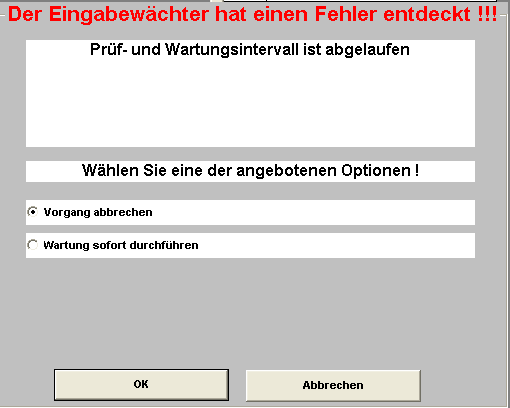 Der Eingabewächter hat einen Fehler entdeckt !!!
Prüf- und Wartungsintervall ist abgelaufen
Wählen Sie eine der angebotenen Optionen !
Vorgang abbrechen
Wartung sofort durchführen
OK
Abbrechen